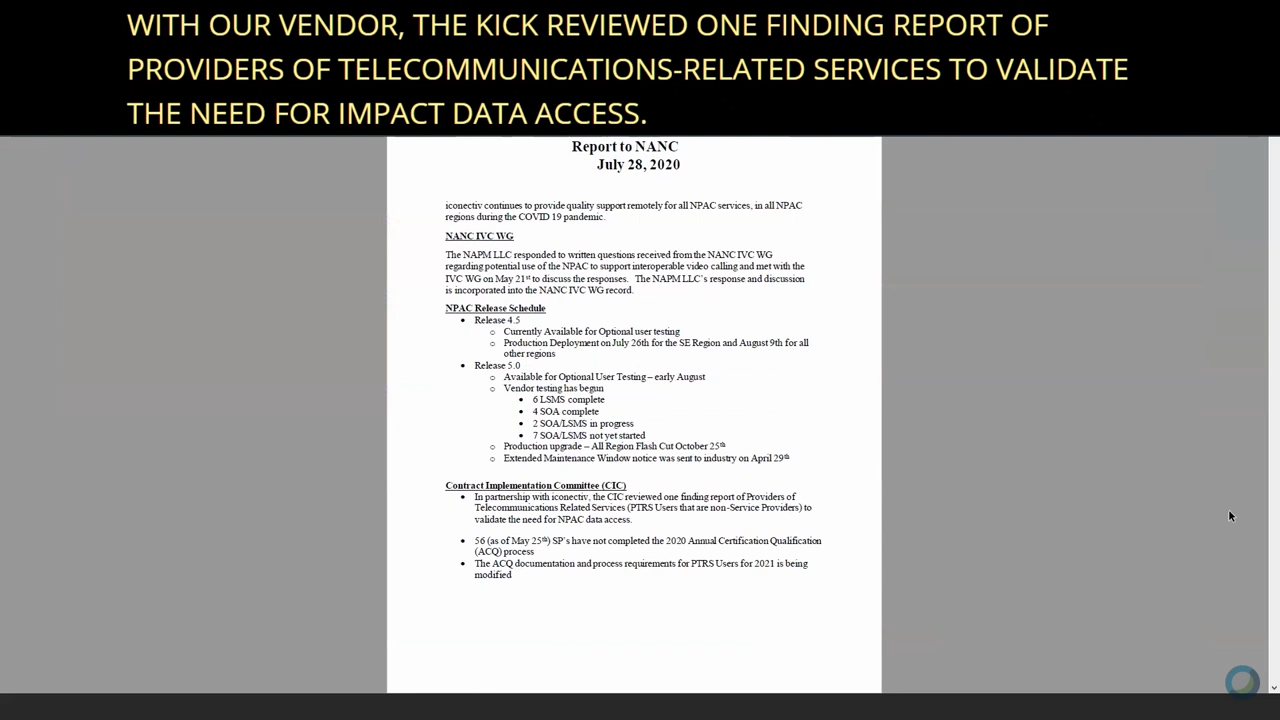 WITH OUR VENDOR, THE KICK REVIEWED ONE FINDING REPORT OF
PROVIDERS OF TELECOMMUNICATIONS-RELATED SERVICES TO VALIDATE
THE NEED FOR IMPACT DATA ACCESS.
Report to NANC
July 28, 2020
iconectiv continues to provide quality support remotely for all NPAC services, in all NPAC
regions during the COVID 19 pandemic.
NANC IVC WG
The NAPM LLC responded to written questions received from the NANC IVC WG
regarding potential use of the NPAC to support interoperable video calling and met with the
IVC WG on May 21st to discuss the responses. The NAPM LLC's response and discussion
is incorporated into the NANC IVC WG record.
NPAC Release Schedule
• Release 4.5
o Currently Available for Optional user testing
o Production Deployment on July 26th for the SE Region and August 9th for all
other regions
• Release 5.0
o Available for Optional User Testing – early August
o Vendor testing has begun
• 6 LSMS complete
• 4 SOA complete
• 2 SOA/LSMS in progress
• 7 SOA/LSMS not yet started
o Production upgrade – All Region Flash Cut October 25th
o Extended Maintenance Window notice was sent to industry on April 29th
Contract Implementation Committee (CIC)
• In partnership with iconectiv, the CIC reviewed one finding report of Providers of
Telecommunications Related Services (PTRS Users that are non-Service Providers) to
validate the need for NPAC data access.
• 56 (as of May 25th) SP's have not completed the 2020 Annual Certification Qualification
(ACQ) process
• The ACQ documentation and process requirements for PTRS Users for 2021 is being
modified